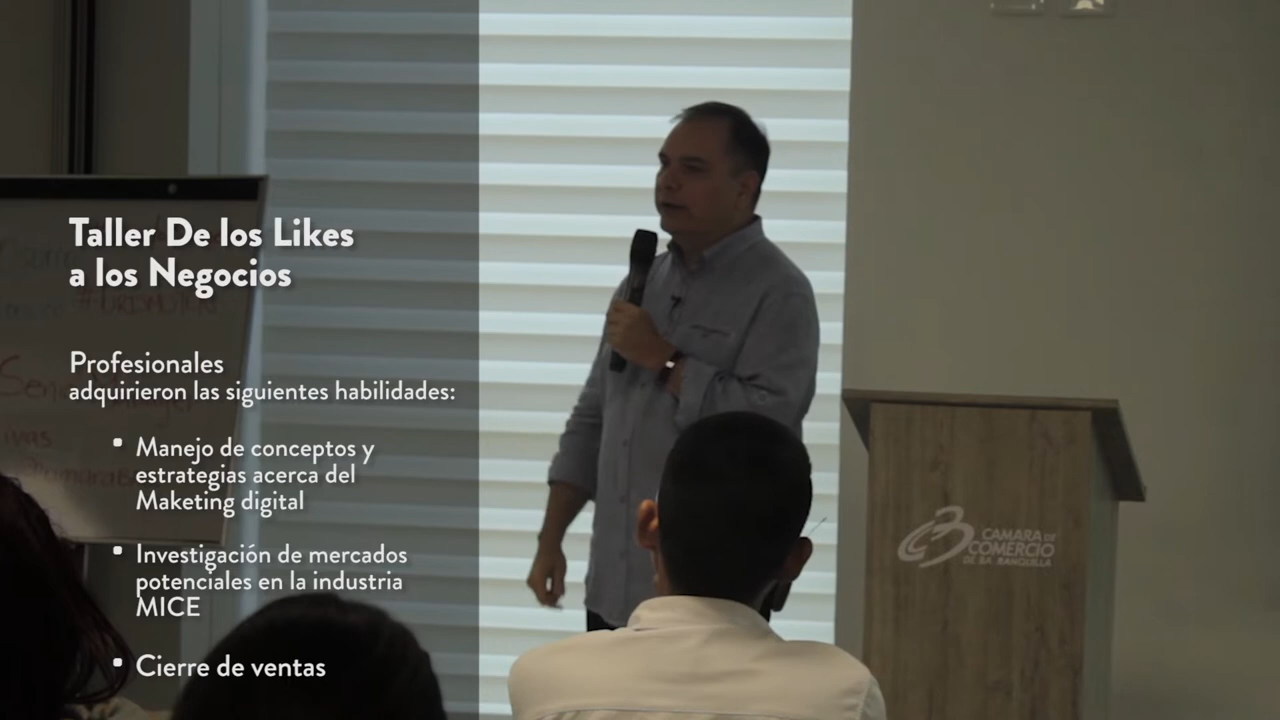 Taller De los Likes
a los Negocios
Profesionales
adquirieron las siguientes habilidades:
Manejo de conceptos y
estrategias acerca del
Maketing digital
Investigación de mercados
potenciales en la industria
MICE
Cierre de ventas
CAMARA DE
COMERCIO
DE BARRANQUILLA